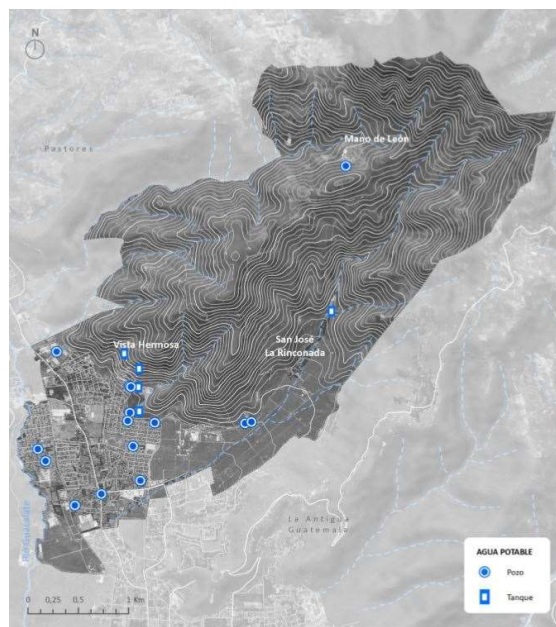 N
Mano de León
Pastores
San José
La Rinconada
Vista Hermosa
La Antigua
Guatemala
AGUA POTABLE
Pozo
Tanque
0 0,25 0,5 1 Km